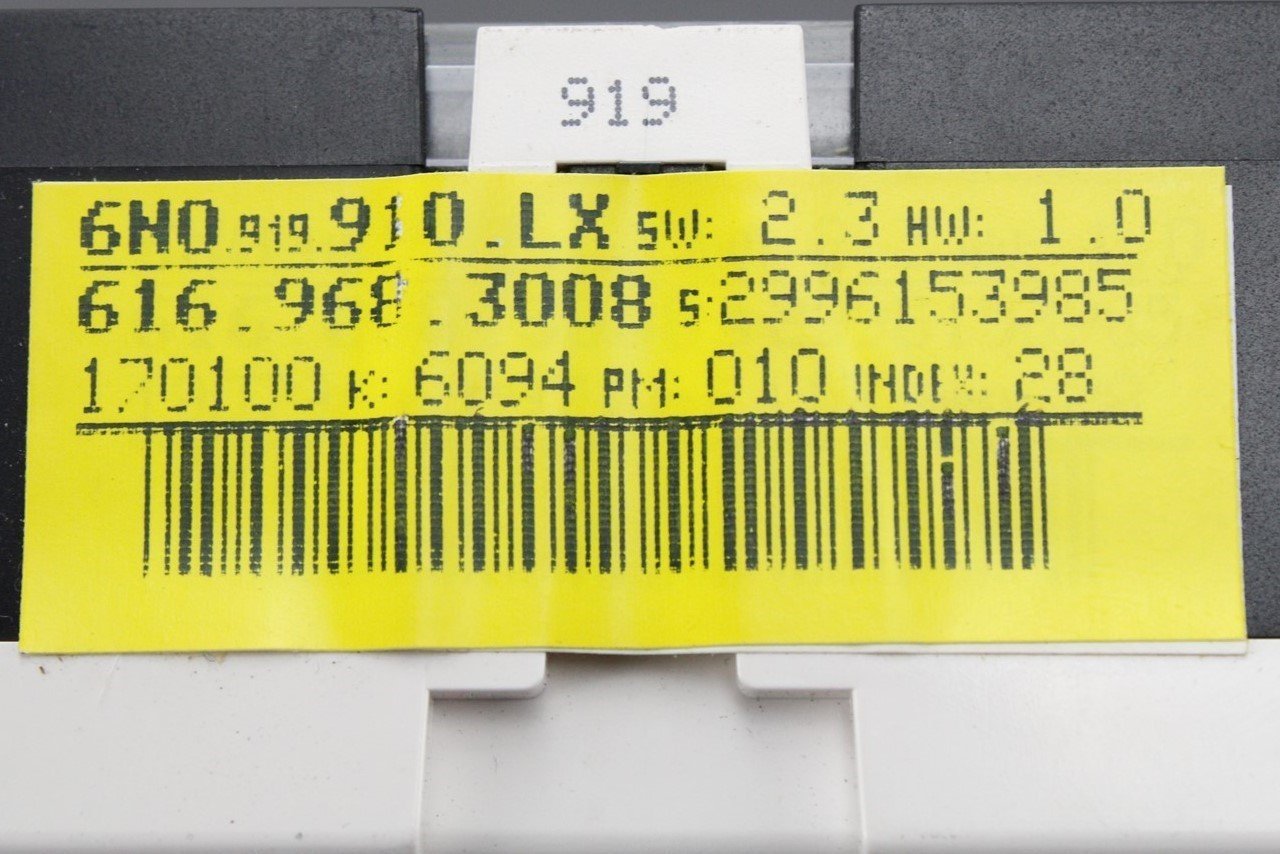 919
6N0.919.910.LX SW: 2.3 HW: 1.0
616.968.3008 S:2996153985
170100 K: 6094 PM: 010 INDEX: 28